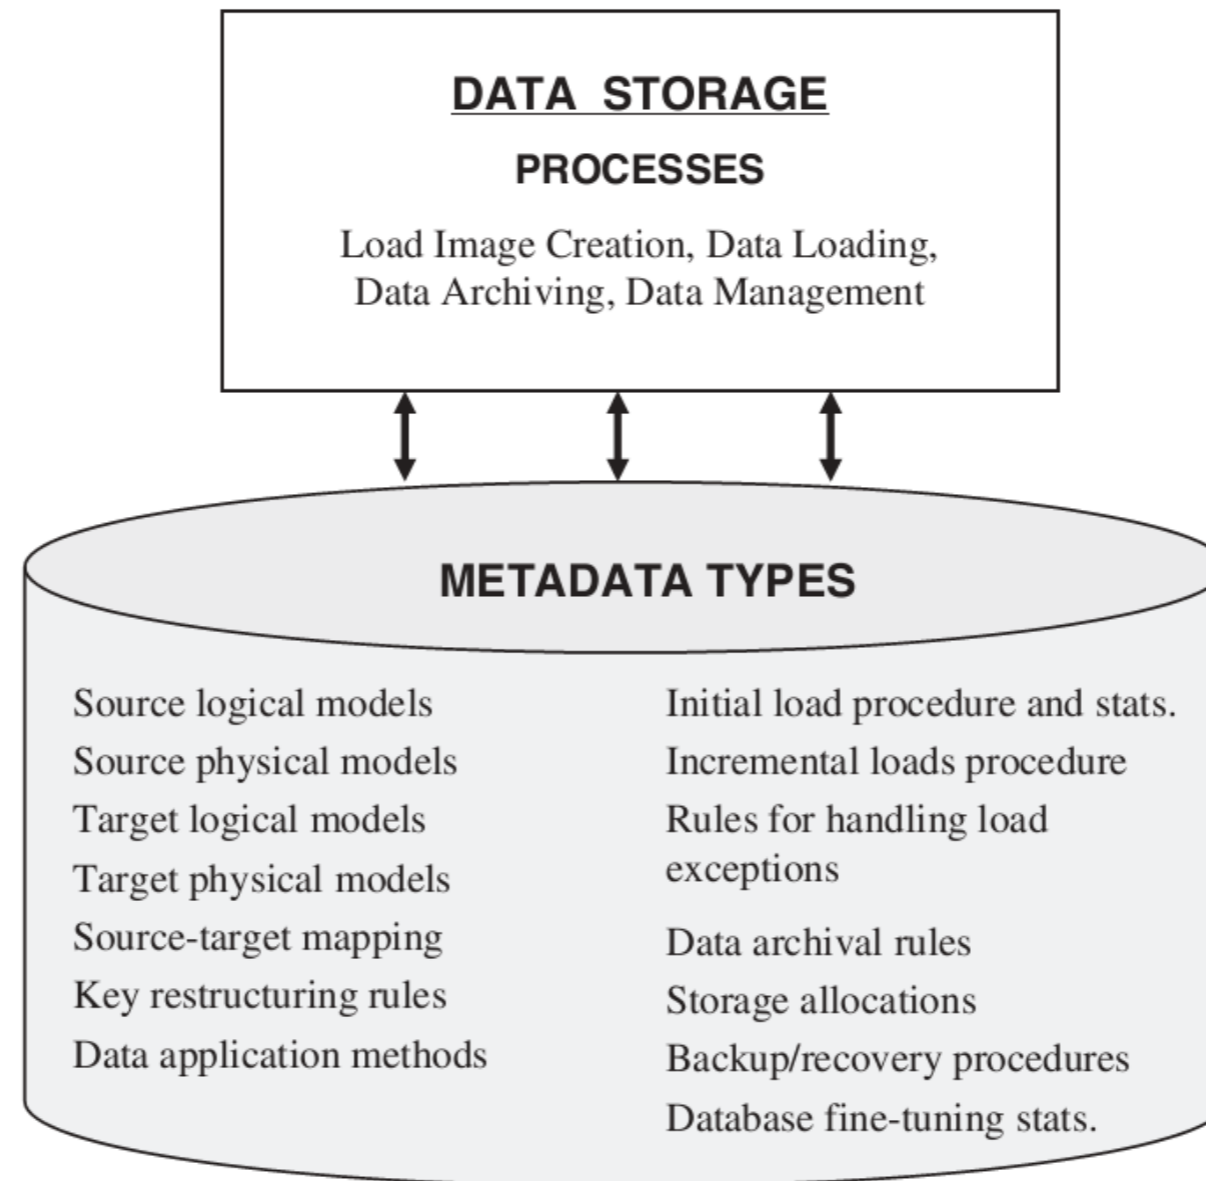 DATA STORAGE
PROCESSES
Load Image Creation, Data Loading,
Data Archiving, Data Management
METADATA TYPES
Source logical models
Source physical models
Target logical models
Target physical models
Source-target mapping
Key restructuring rules
Data application methods
Initial load procedure and stats.
Incremental loads procedure
Rules for handling load
exceptions
Data archival rules
Storage allocations
Backup/recovery procedures
Database fine-tuning stats.